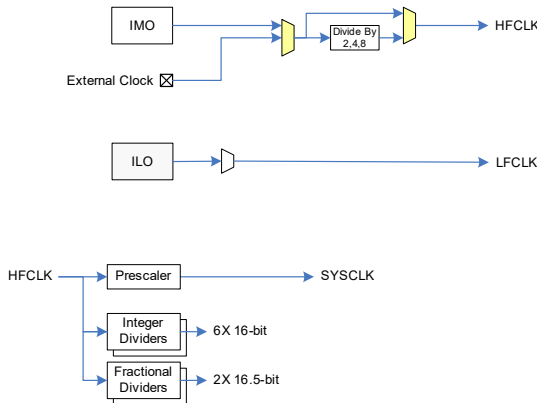 IMO
HFCLK
Divide By
2,4,8
External Clock
ILO
LFCLK
HFCLK
Prescaler
SYSCLK
Integer
Dividers
6X 16-bit
Fractional
Dividers
2X 16.5-bit